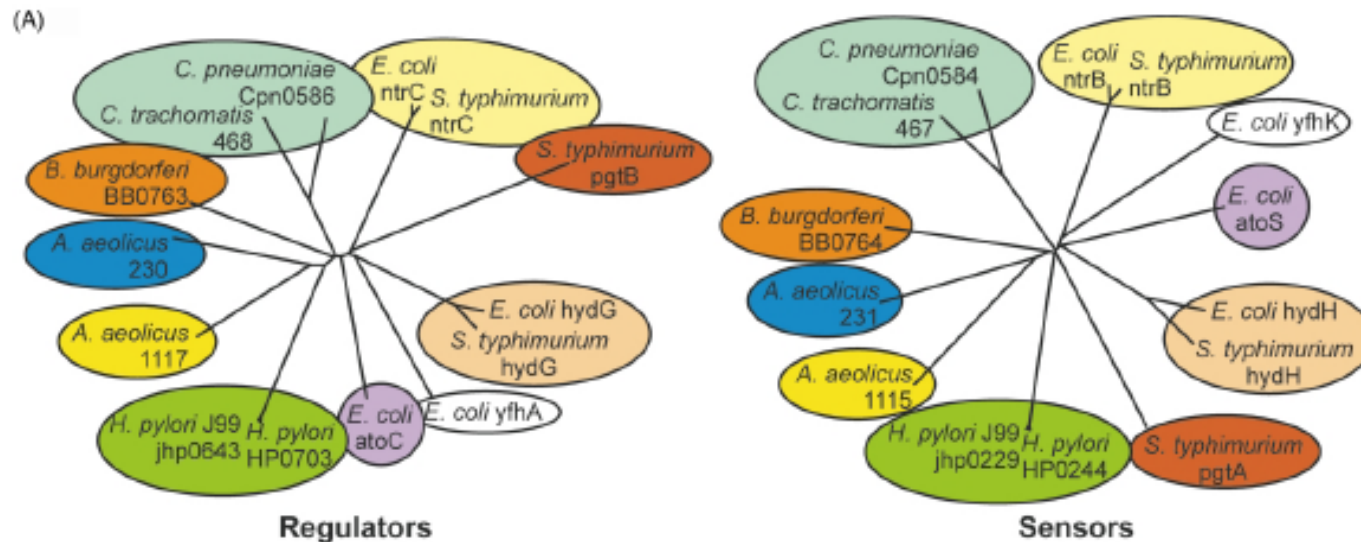 (A)
C. pneumoniae
Cpn0586
C. trachomatis
468
E. coli
ntrC
S. typhimurium
ntrC
S. typhimurium
pgtB
B. burgdorferi
BB0763
A. aeolicus
230
A. aeolicus
1117
E. coli hydG
S. typhimurium
hydG
H. pylori J99
jhp0643
H. pylori
HP0703
E. coli
atoC
E. coli yfhA
Regulators
C. pneumoniae
Cpn0584
C. trachomatis
467
E. coli
ntrB
S. typhimurium
ntrB
E. coli yfhK
E. coli
atoS
B. burgdorferi
BB0764
A. aeolicus
231
A. aeolicus
1115
E. coli hydH
S. typhimurium
hydH
H. pylori J99
jhp0229
H. pylori
HP0244
S. typhimurium
pgtA
Sensors